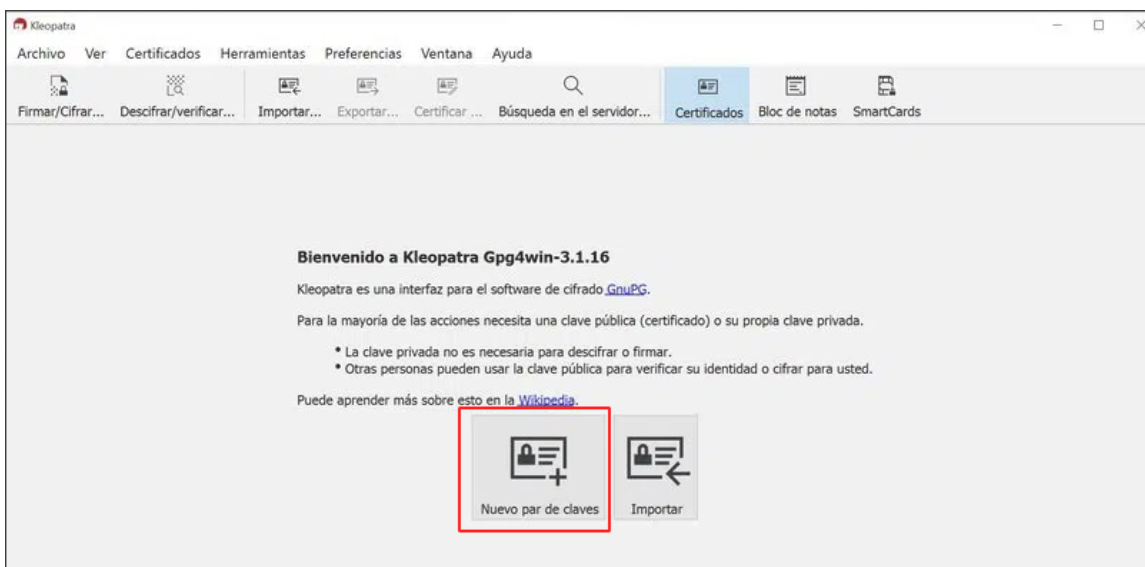 Kleopatra
Archivo Ver Certificados Herramientas Preferencias Ventana Ayuda
Firmar/Cifrar... Descifrar/verificar... Importar... Exportar... Certificar ... Búsqueda en el servidor... Certificados Bloc de notas SmartCards
Bienvenido a Kleopatra Gpg4win-3.1.16
Kleopatra es una interfaz para el software de cifrado GnuPG.
Para la mayoría de las acciones necesita una clave pública (certificado) o su propia clave privada.
• La clave privada no es necesaria para descifrar o firmar.
• Otras personas pueden usar la clave pública para verificar su identidad o cifrar para usted.
Puede aprender más sobre esto en la Wikipedia.
Nuevo par de claves Importar